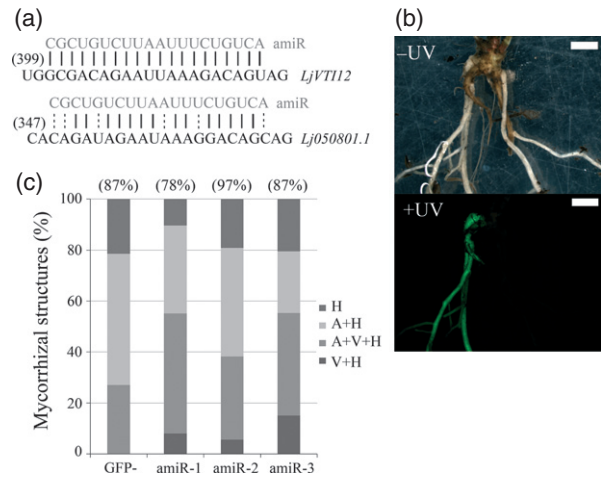 (a)
CGCUGUCUUAAUUUCUGUCA amiR
(399)
UGGCGACAGAAUUAAAGACAGUAG LjVTI12
CGCUGUCUUAAUUUCUGUCA amiR
(347)
CACAGAUAGAAUAAAGGACAGCAG Lj050801.1
(b)
–UV
+UV
(c)
(87%) (78%) (97%) (87%)
Mycorrhizal structures (%)
100
80
60
40
20
0
GFP- amiR-1 amiR-2 amiR-3
H
A+H
A+V+H
V+H